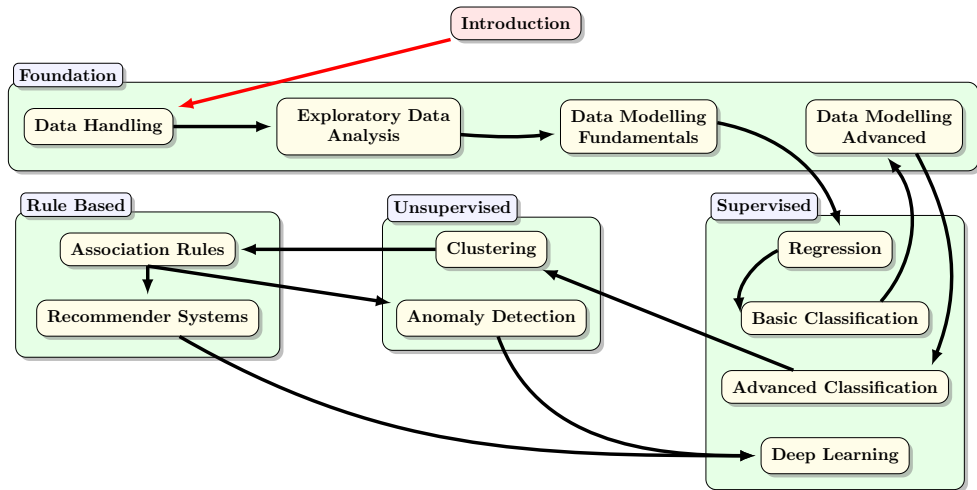 Introduction
Foundation
Data Handling
Exploratory Data
Analysis
Data Modelling
Fundamentals
Data Modelling
Advanced
Rule Based
Association Rules
Recommender Systems
Unsupervised
Clustering
Anomaly Detection
Supervised
Regression
Basic Classification
Advanced Classification
Deep Learning